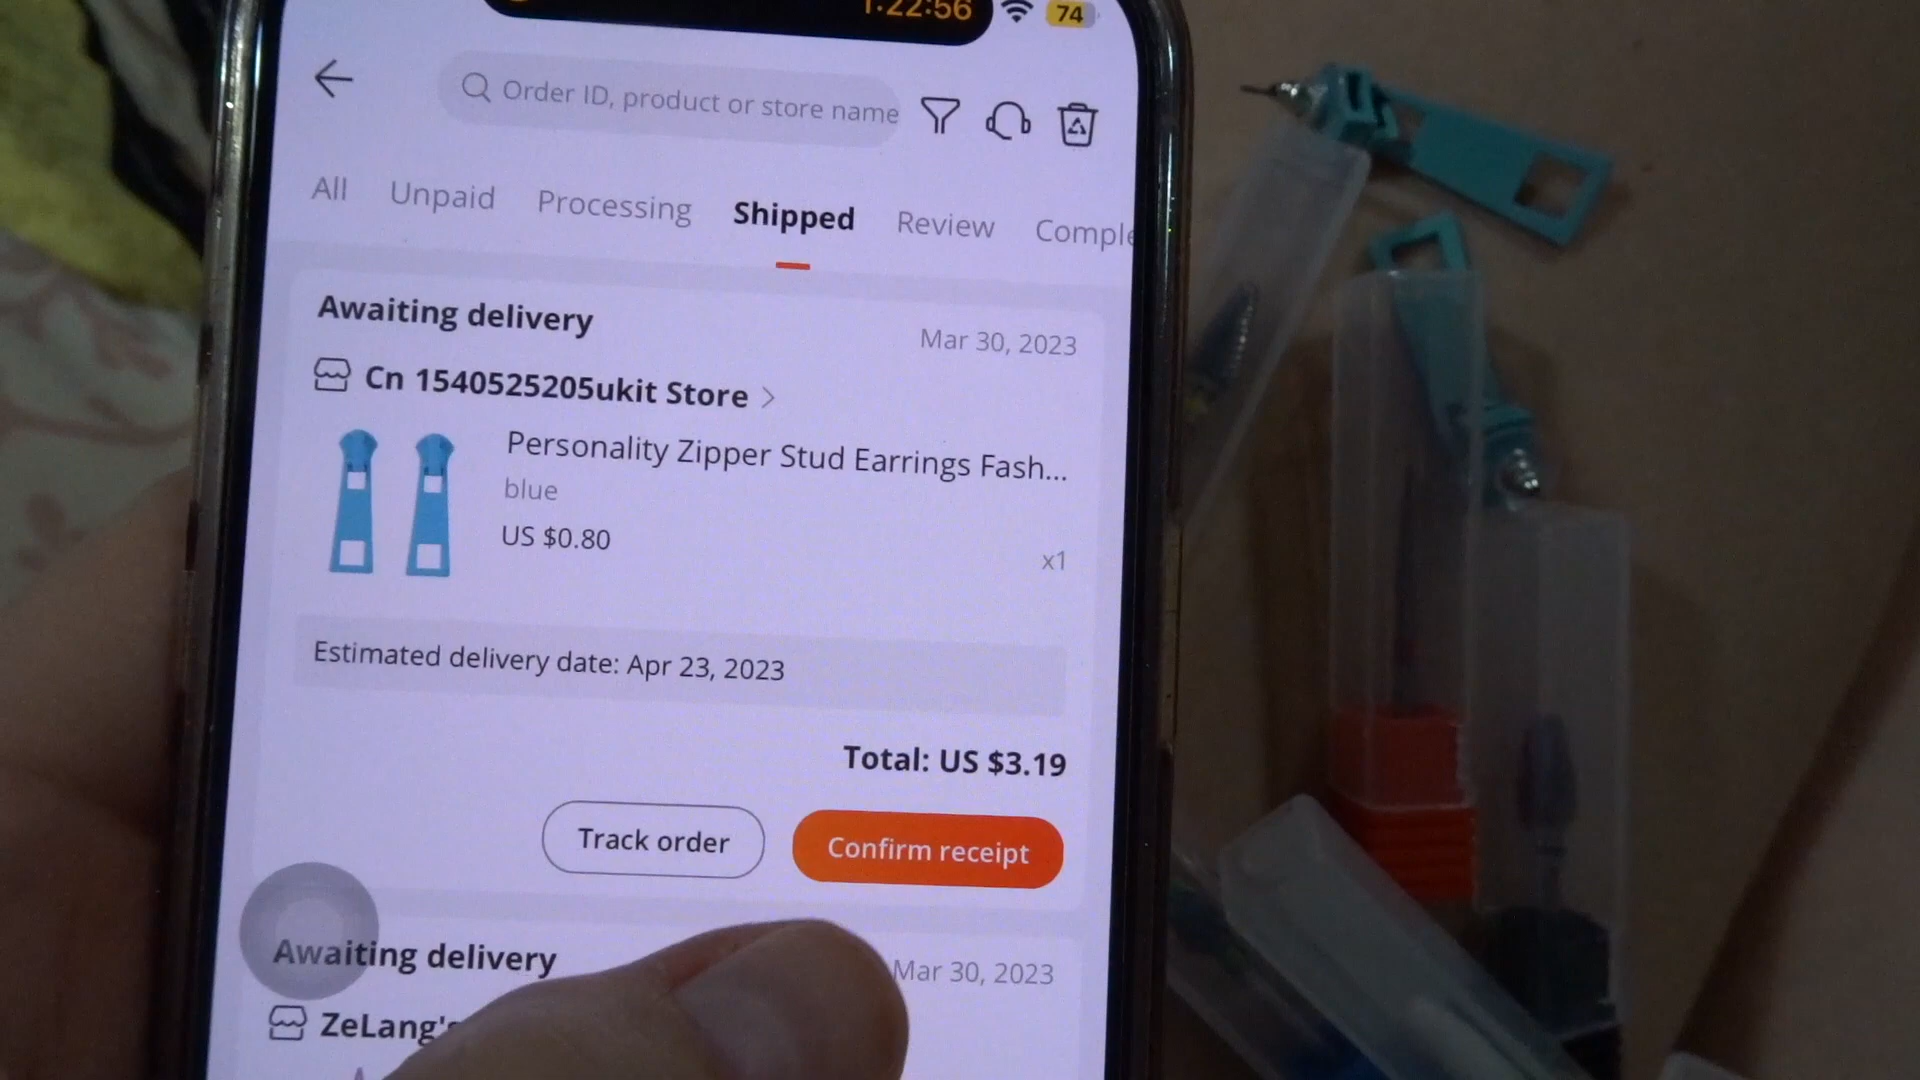 1:22:56
74
Order ID, product or store name
All Unpaid Processing Shipped Review Comple
Awaiting delivery
Mar 30, 2023
Cn 1540525205ukit Store
Personality Zipper Stud Earrings Fash...
blue
US $0.80
x1
Estimated delivery date: Apr 23, 2023
Total: US $3.19
Track order
Confirm receipt
Awaiting delivery
Mar 30, 2023
ZeLang's